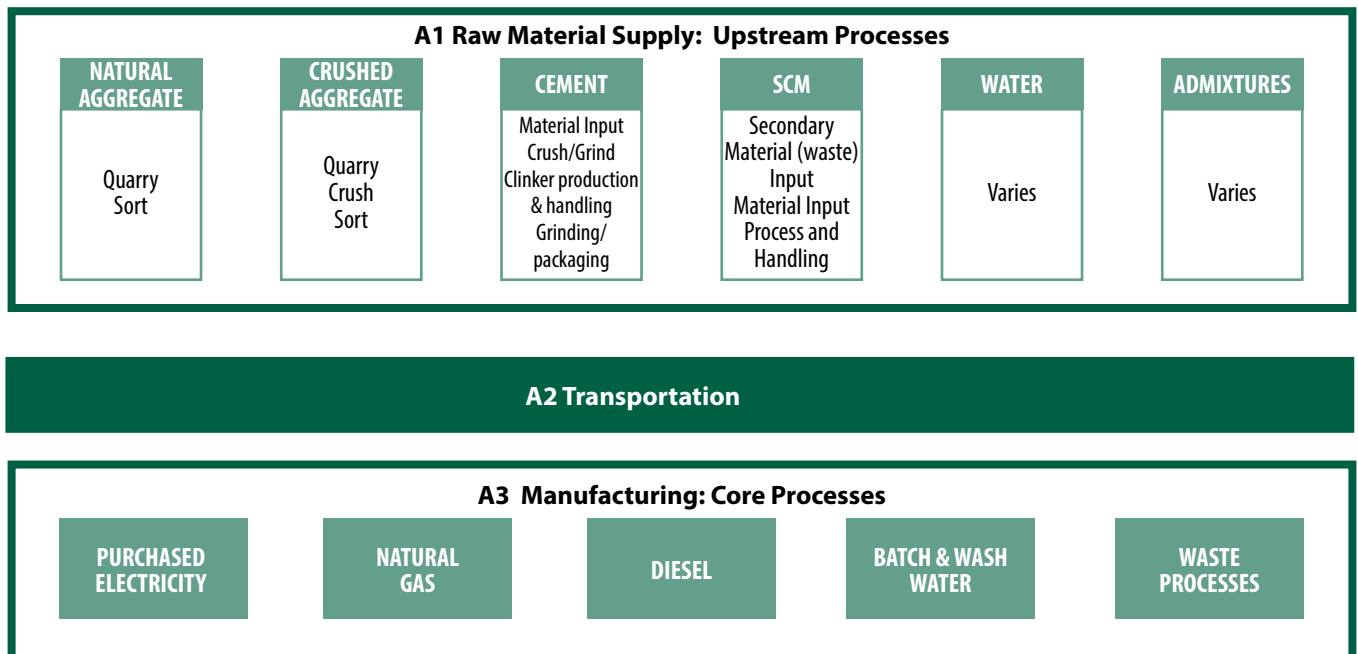 A1 Raw Material Supply: Upstream Processes
NATURAL
AGGREGATE
Quarry
Sort
CRUSHED
AGGREGATE
Quarry
Crush
Sort
CEMENT
Material Input
Crush/Grind
Clinker production
& handling
Grinding/
packaging
SCM
Secondary
Material (waste)
Input
Material Input
Process and
Handling
WATER
Varies
ADMIXTURES
Varies
A2 Transportation
A3 Manufacturing: Core Processes
PURCHASED
ELECTRICITY
NATURAL
GAS
DIESEL
BATCH & WASH
WATER
WASTE
PROCESSES